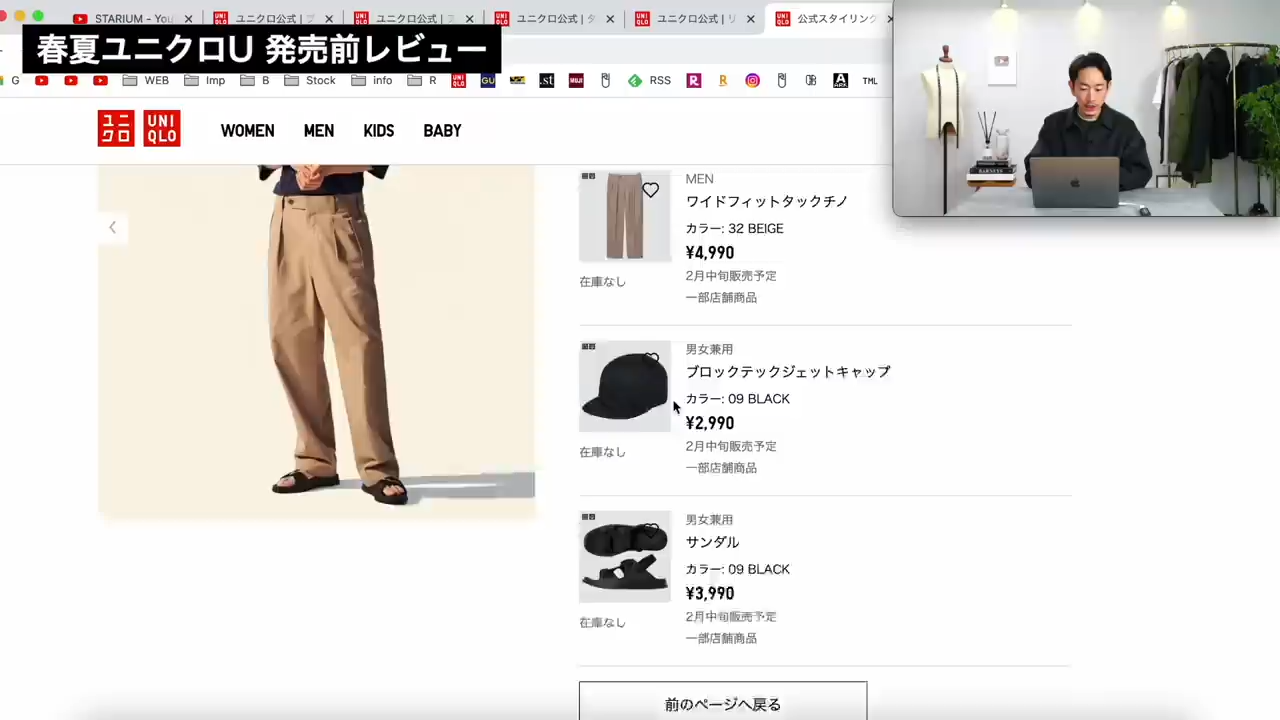 STARIUM - You
ユニクロ公式 | ブ
ユニクロ公式 | ス
ユニクロ公式 | タ
ユニクロ公式 | リ
公式スタイリング
春夏ユニクロU 発売前レビュー
G
WEB
Imp
B
Stock
info
R
GU
.st
MUJI
RSS
TML
ユニクロ
UNIQLO
WOMEN
MEN
KIDS
BABY
MEN
ワイドフィットタックチノ
カラー: 32 BEIGE
¥4,990
2月中旬販売予定
在庫なし
一部店舗商品
男女兼用
ブロックテックジェットキャップ
カラー: 09 BLACK
¥2,990
2月中旬販売予定
在庫なし
一部店舗商品
男女兼用
サンダル
カラー: 09 BLACK
¥3,990
2月中旬販売予定
在庫なし
一部店舗商品
前のページへ戻る